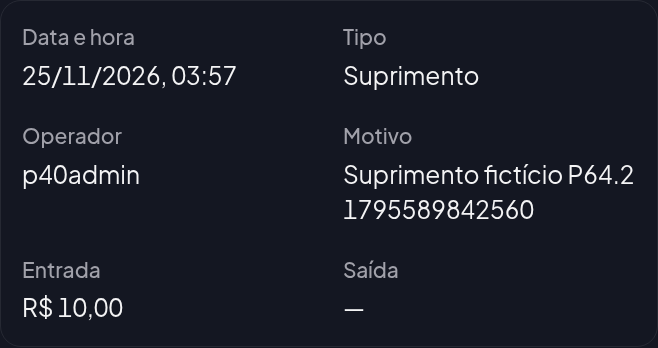 Data e hora
Tipo
25/11/2026, 03:57
Suprimento
Operador
Motivo
p40admin
Suprimento fictício P64.2
1795589842560
Entrada
Saída
R$ 10,00
—